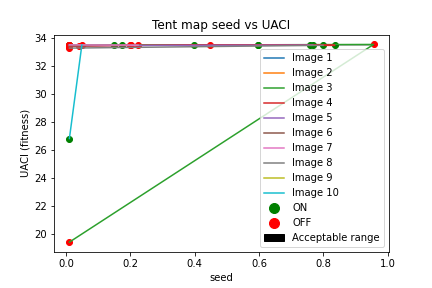 Tent map seed vs UACI
UACI (fitness)
34
32
30
28
26
24
22
20
0.0
0.2
0.4
0.6
0.8
1.0
seed
Image 1
Image 2
Image 3
Image 4
Image 5
Image 6
Image 7
Image 8
Image 9
Image 10
ON
OFF
Acceptable range